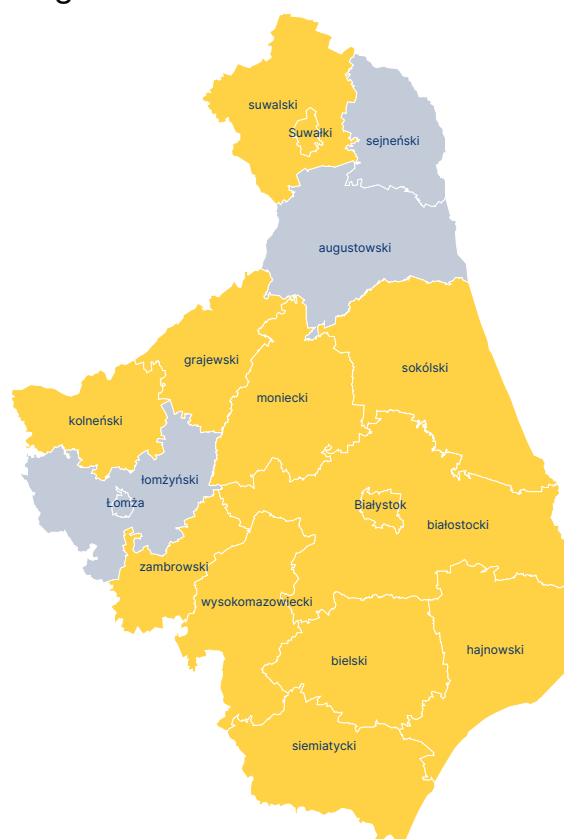 suwalski
Suwałki
sejneński
augustowski
grajewski
sokólski
moniecki
kolneński
łomżyński
Łomża
Białystok
białostocki
zambrowski
wysokomazowiecki
hajnowski
bielski
siemiatycki